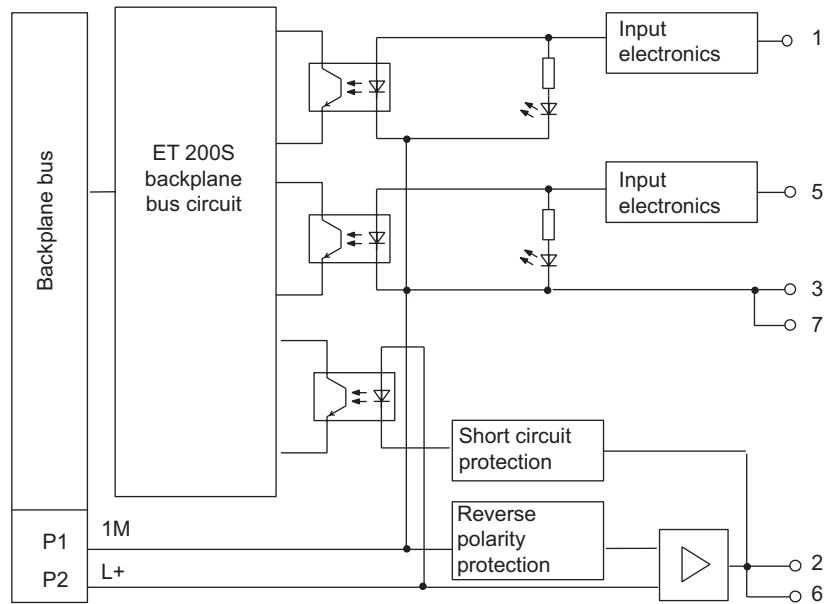 Backplane bus
ET 200S
backplane
bus circuit
Input
electronics
1
Input
electronics
5
3
7
Short circuit
protection
Reverse
polarity
protection
P1
1M
P2
L+
2
6